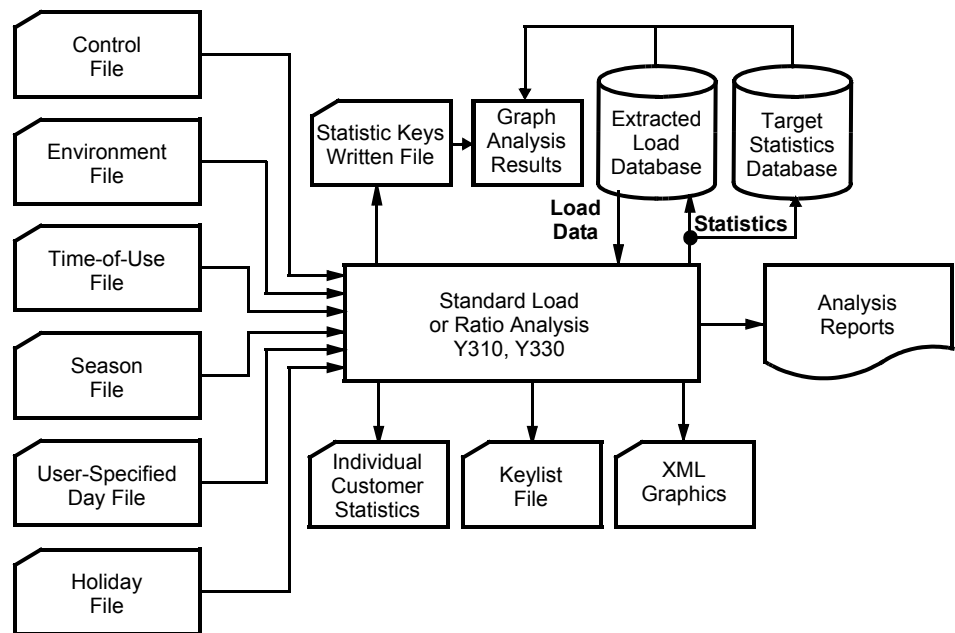 Control
File
Environment
File
Time-of-Use
File
Season
File
User-Specified
Day File
Holiday
File
Statistic Keys
Written File
Graph
Analysis
Results
Extracted
Load
Database
Target
Statistics
Database
Load
Data
Statistics
Standard Load
or Ratio Analysis
Y310, Y330
Analysis
Reports
Individual
Customer
Statistics
Keylist
File
XML
Graphics